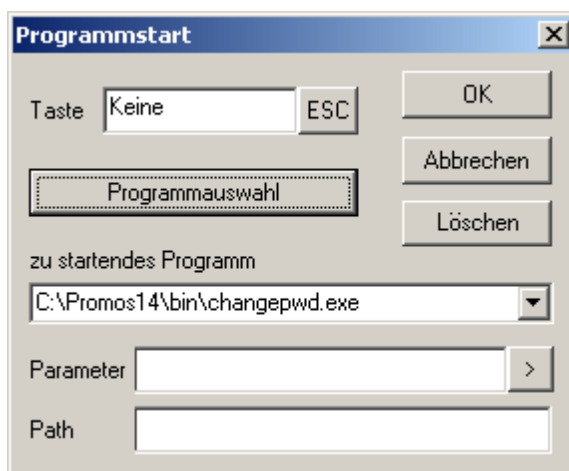 Programmstart
Taste Keine ESC OK
Abbrechen
Programmauswahl
Löschen
zu startendes Programm
C:\Promos14\bin\changepwd.exe
Parameter >
Path